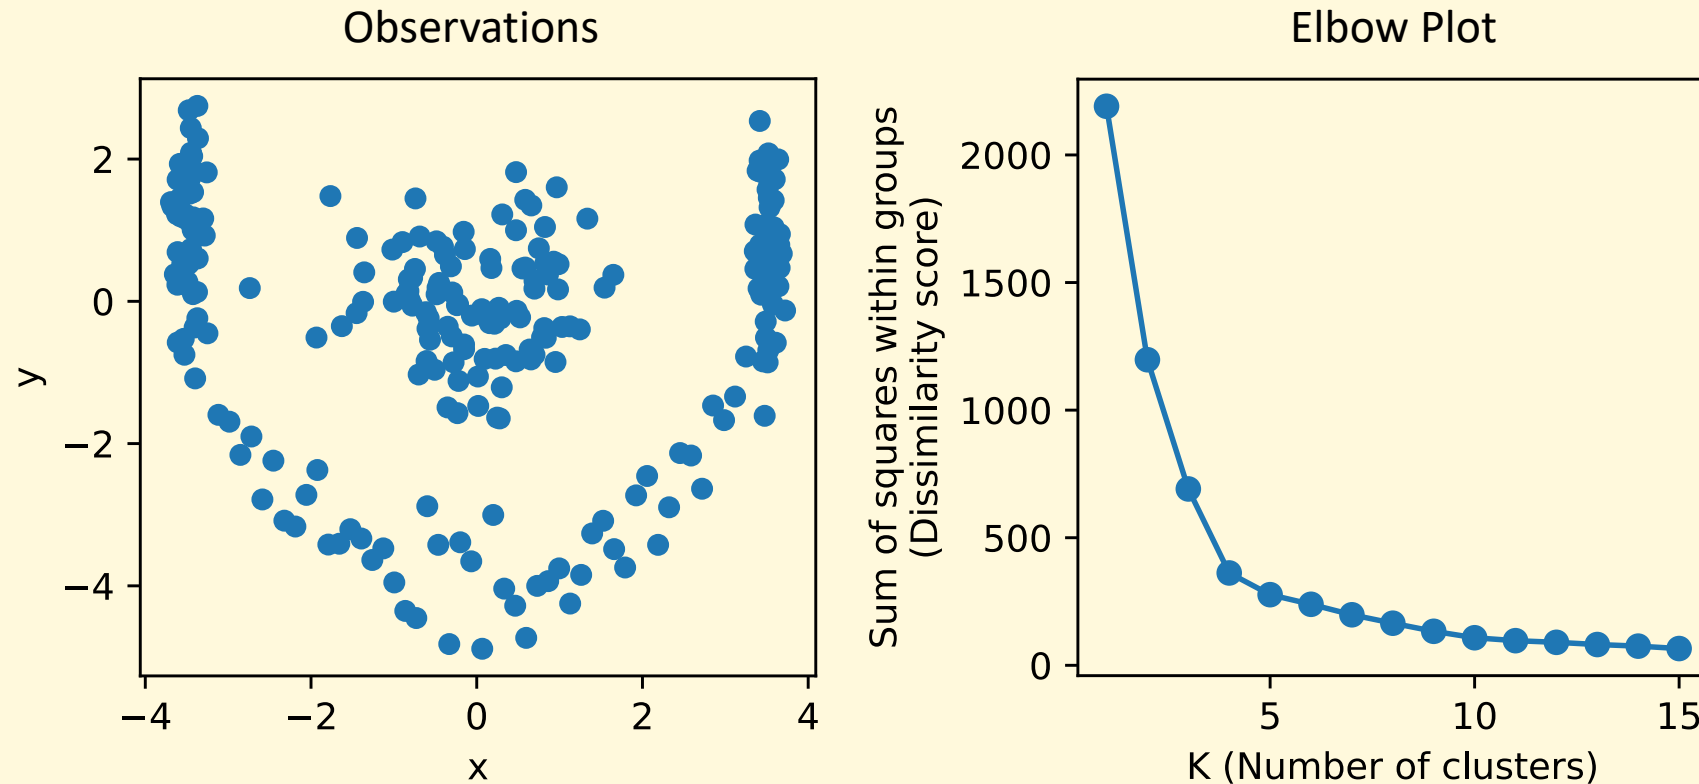 Observations
2
0
−2
−4
y
−4
−2
0
2
4
x
Elbow Plot
Sum of squares within groups
(Dissimilarity score)
2000
1500
1000
500
0
5
10
15
K (Number of clusters)